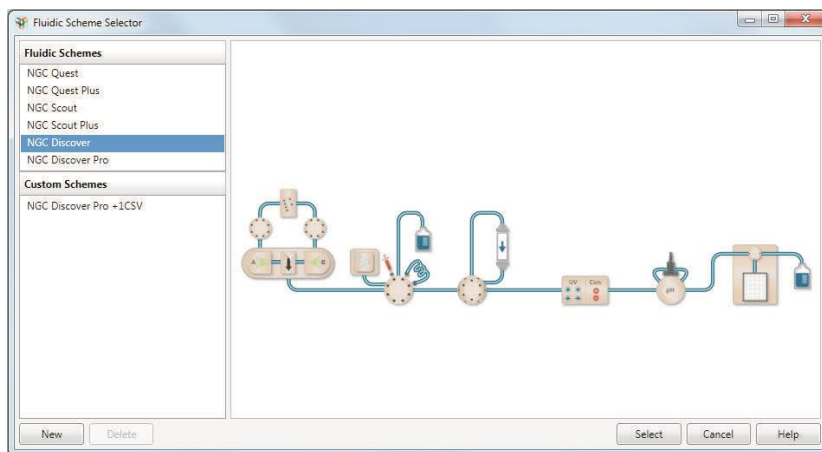 Fluidic Scheme Selector
Fluidic Schemes
NGC Quest
NGC Quest Plus
NGC Scout
NGC Scout Plus
NGC Discover
NGC Discover Pro
Custom Schemes
NGC Discover Pro +1CSV
A
B
UV
Con
pH
New
Delete
Select
Cancel
Help